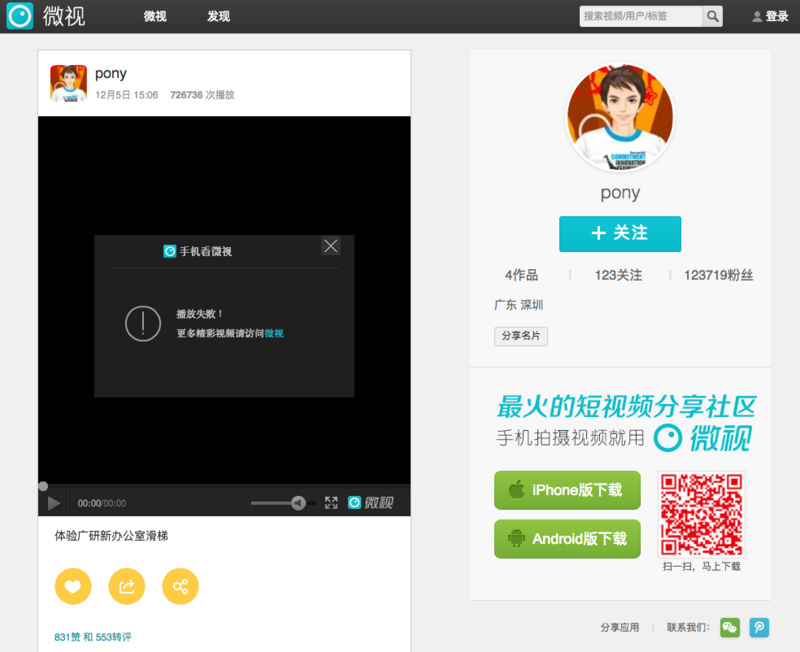 微视
微视
发现
搜索视频/用户/标签
登录
pony
12月5日 15:06
726736 次播放
手机看微視
播放失败！
更多精彩视频请访问微视
00:00/00:00
微视
体验广研新办公室滑梯
831赞 和 553转评
pony
+ 关注
4作品
123关注
123719粉丝
广东 深圳
分享名片
最火的短视频分享社区
手机拍摄视频就用 微视
iPhone版下载
Android版下载
扫一扫，马上下载
分享应用
联系我们：